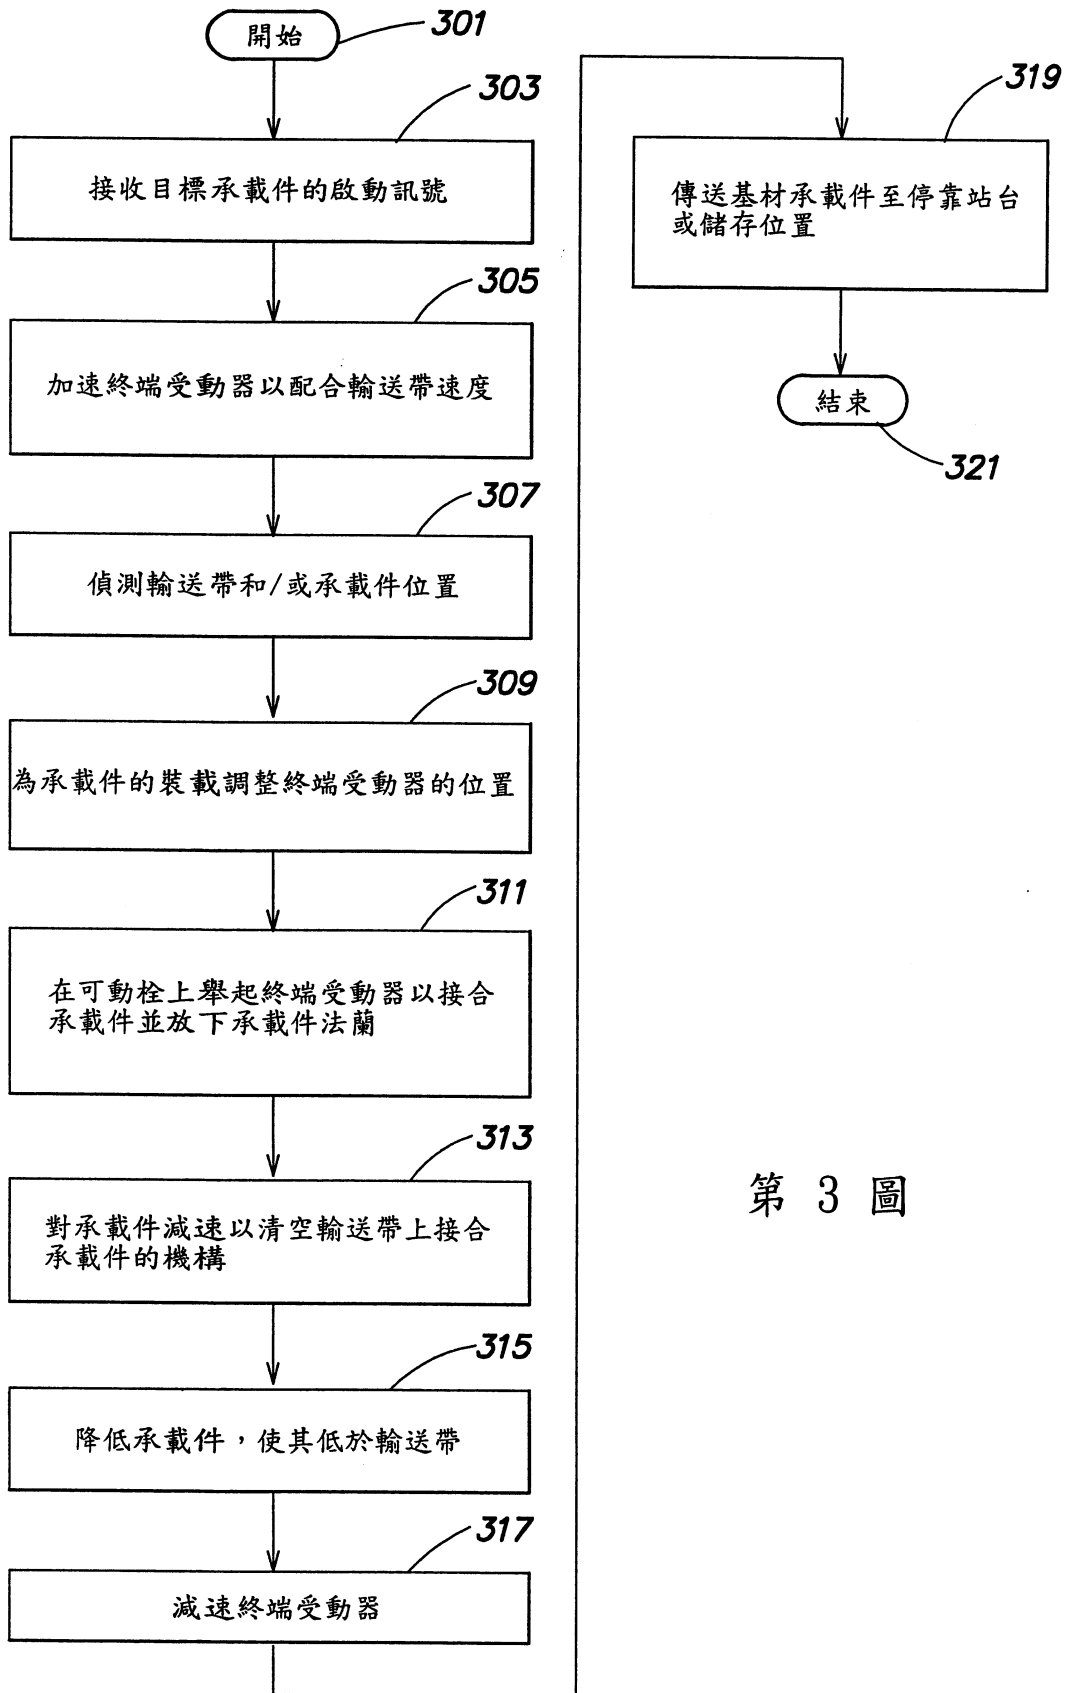 開始
301
303
接收目標承載件的啟動訊號
305
加速終端受動器以配合輸送帶速度
307
偵測輸送帶和/或承載件位置
309
為承載件的裝載調整終端受動器的位置
311
在可動栓上舉起終端受動器以接合
承載件並放下承載件法蘭
313
對承載件減速以清空輸送帶上接合
承載件的機構
315
降低承載件，使其低於輸送帶
317
減速終端受動器
319
傳送基材承載件至停靠站台
或儲存位置
結束
321
第 3 圖